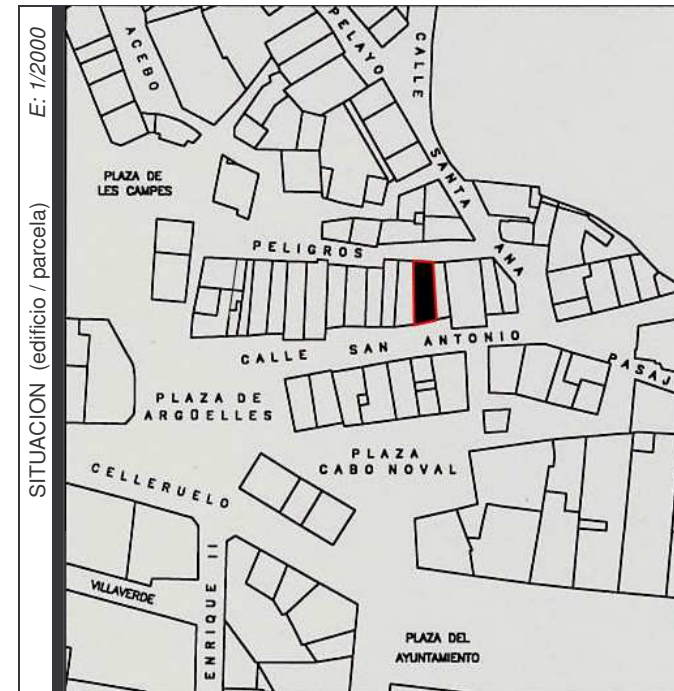 SITUACION (edificio / parcela) E: 1/2000
ACEBO
PELAYO
CALLE
SANTA ANA
PLAZA DE
LES CAMPES
PELIGROS
CALLE SAN ANTONIO
PASAJ
PLAZA DE
ARGÜELLES
PLAZA
CABO NOVAL
CELLERUELO
VILLAVERDE
ENRIQUE II
PLAZA DEL
AYUNTAMIENTO